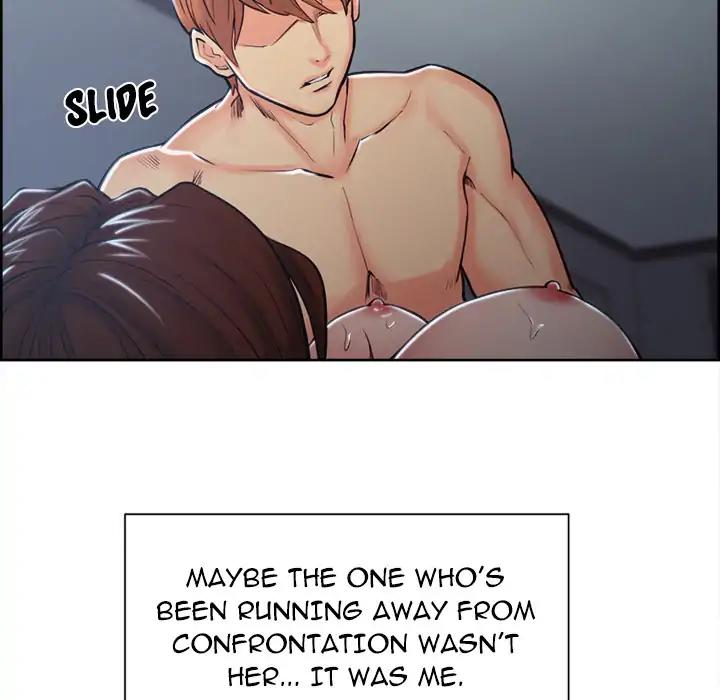 SLIDE
MAYBE THE ONE WHO'S
BEEN RUNNING AWAY FROM
CONFRONTATION WASN'T
HER... IT WAS ME.